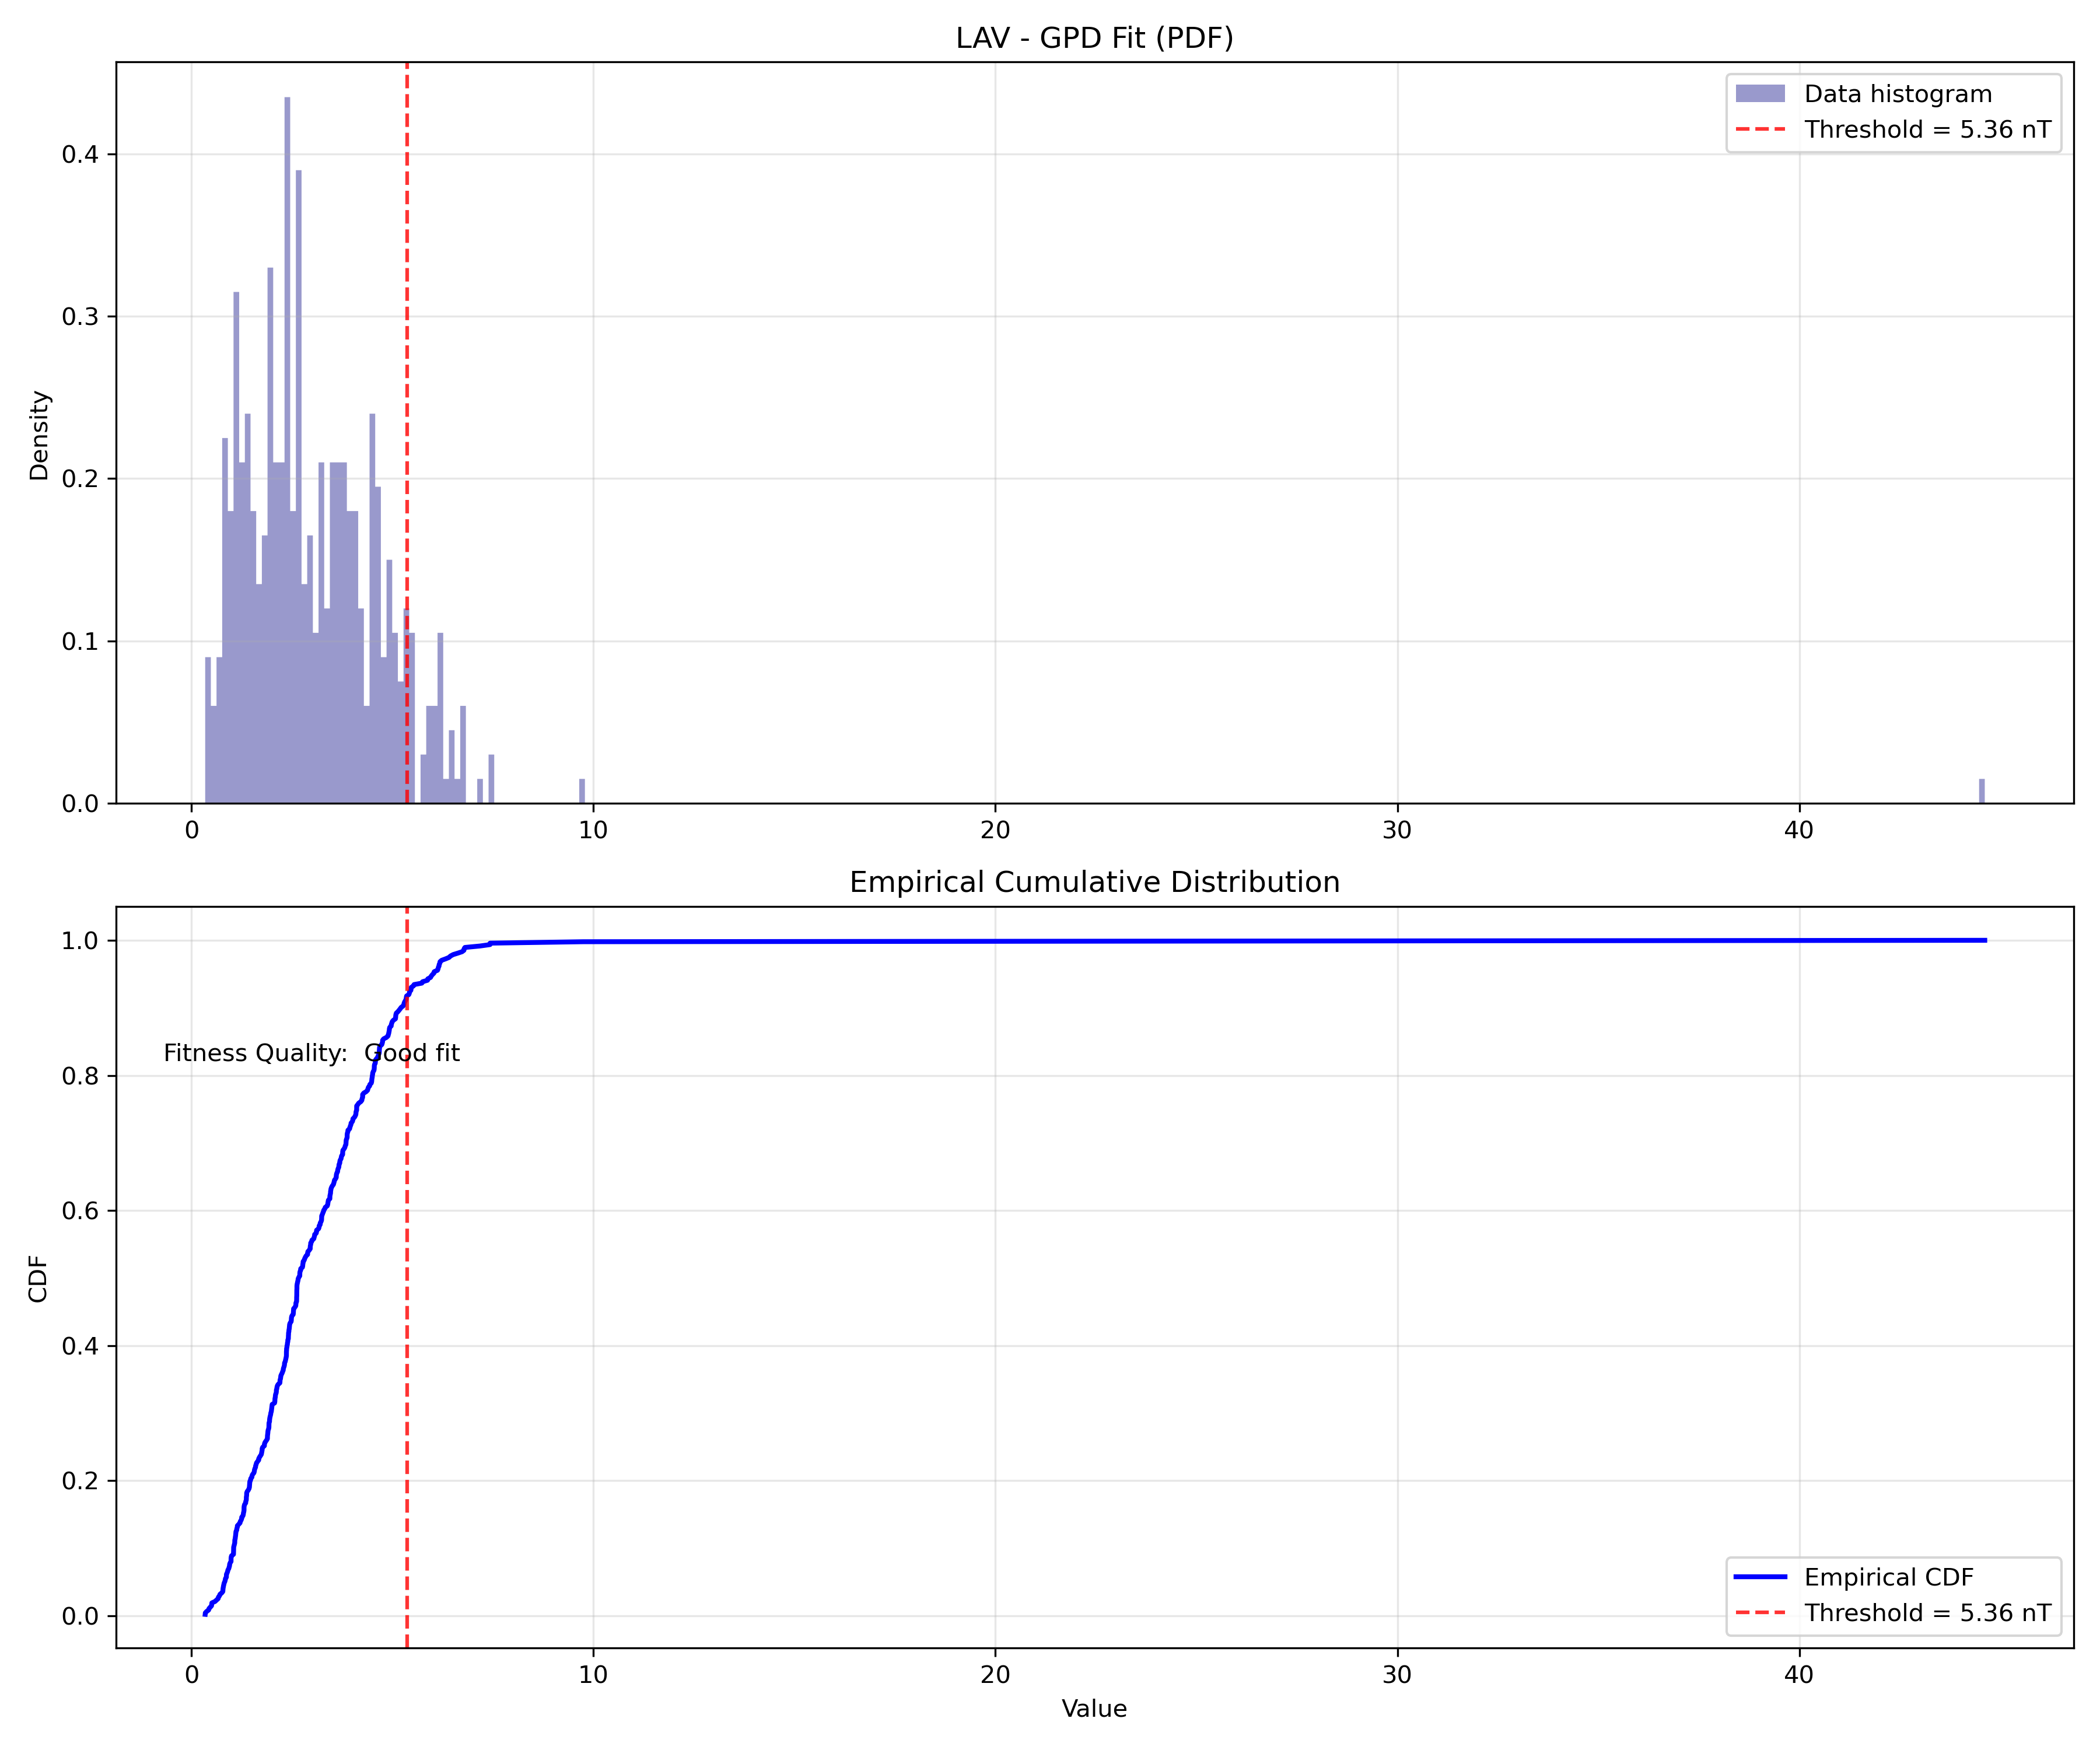 LAV - GPD Fit (PDF)
Data histogram
Threshold = 5.36 nT
Density
0.4
0.3
0.2
0.1
0.0
0 10 20 30 40
Empirical Cumulative Distribution
Fitness Quality: Good fit
CDF
1.0
0.8
0.6
0.4
0.2
0.0
Empirical CDF
Threshold = 5.36 nT
0 10 20 30 40
Value